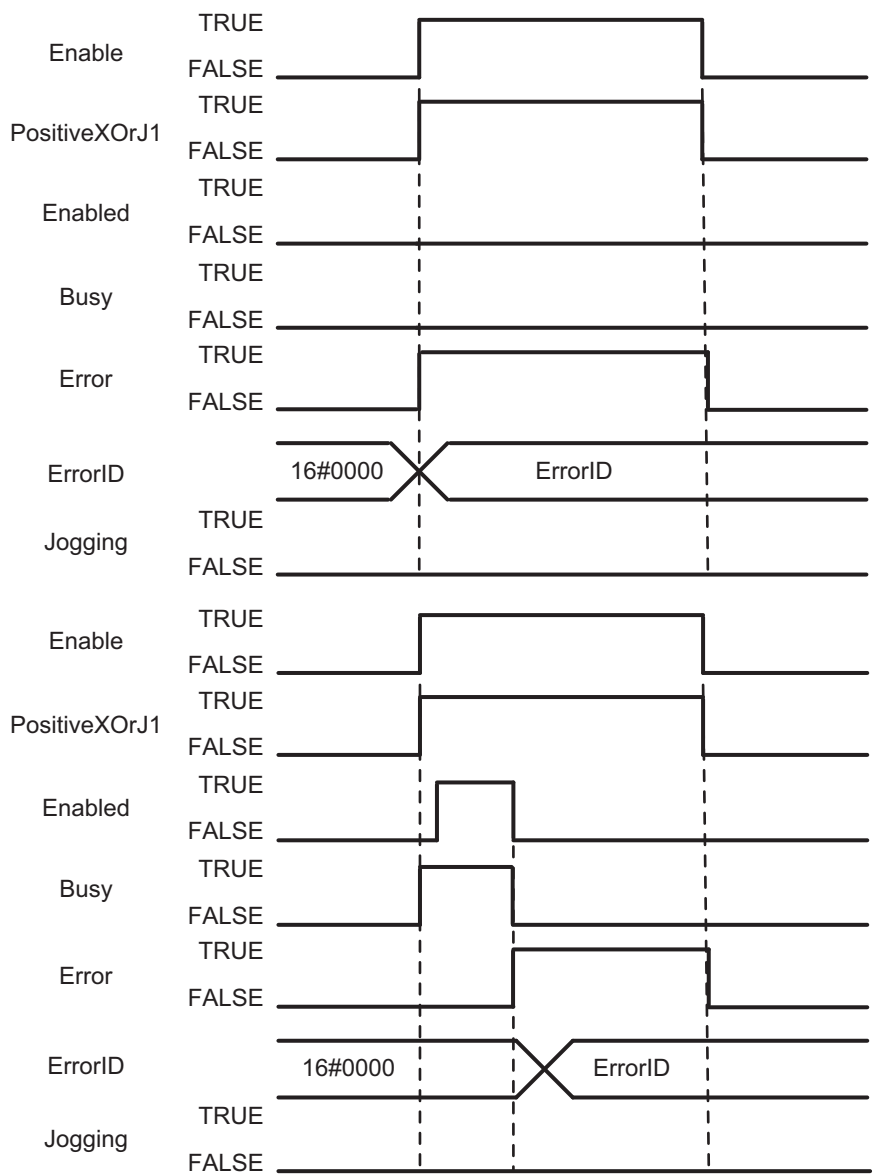 TRUE
Enable
FALSE
TRUE
PositiveXOrJ1
FALSE
TRUE
Enabled
FALSE
TRUE
Busy
FALSE
TRUE
Error
FALSE
ErrorID 16#0000 ErrorID
TRUE
Jogging
FALSE
TRUE
Enable
FALSE
TRUE
PositiveXOrJ1
FALSE
TRUE
Enabled
FALSE
TRUE
Busy
FALSE
TRUE
Error
FALSE
ErrorID 16#0000 ErrorID
TRUE
Jogging
FALSE